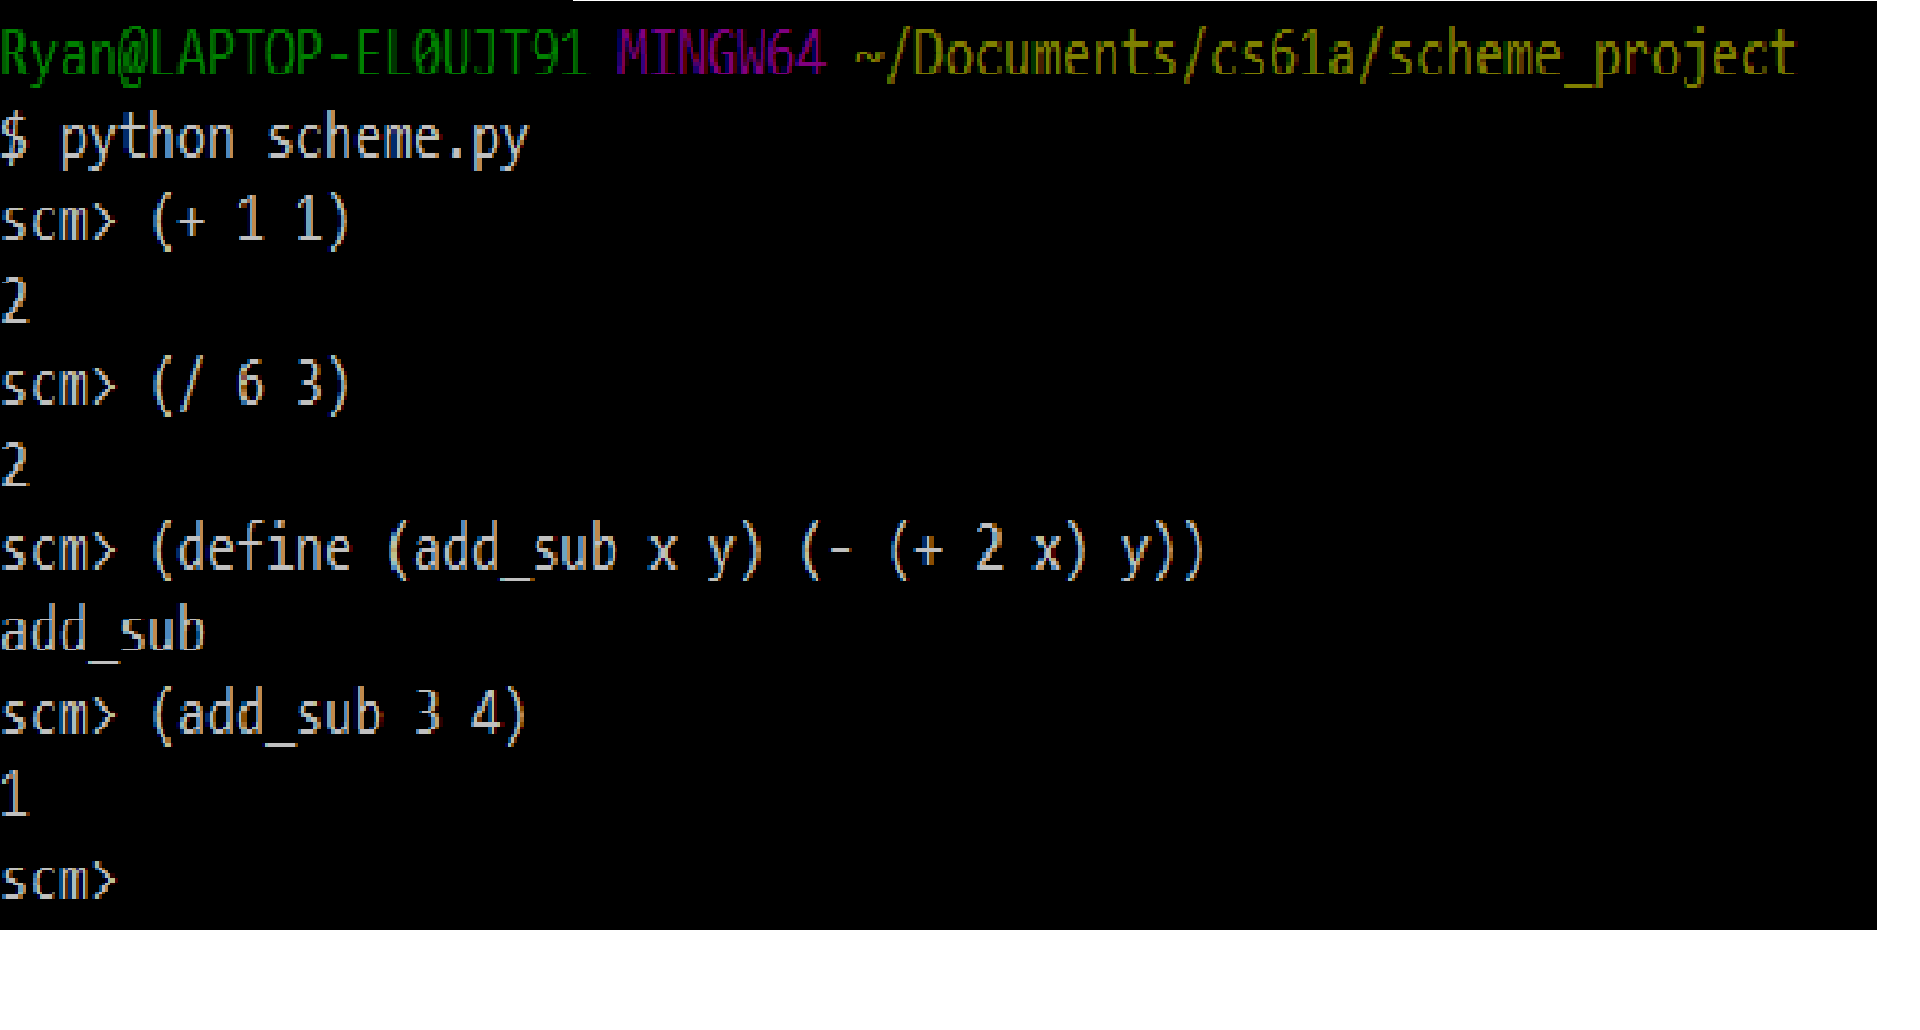 Ryan@LAPTOP-EL0UJT91 MINGW64 ~/Documents/cs61a/scheme_project
$ python scheme.py
scm> (+ 1 1)
2
scm> (/ 6 3)
2
scm> (define (add_sub x y) (- (+ 2 x) y))
add_sub
scm> (add_sub 3 4)
1
scm>